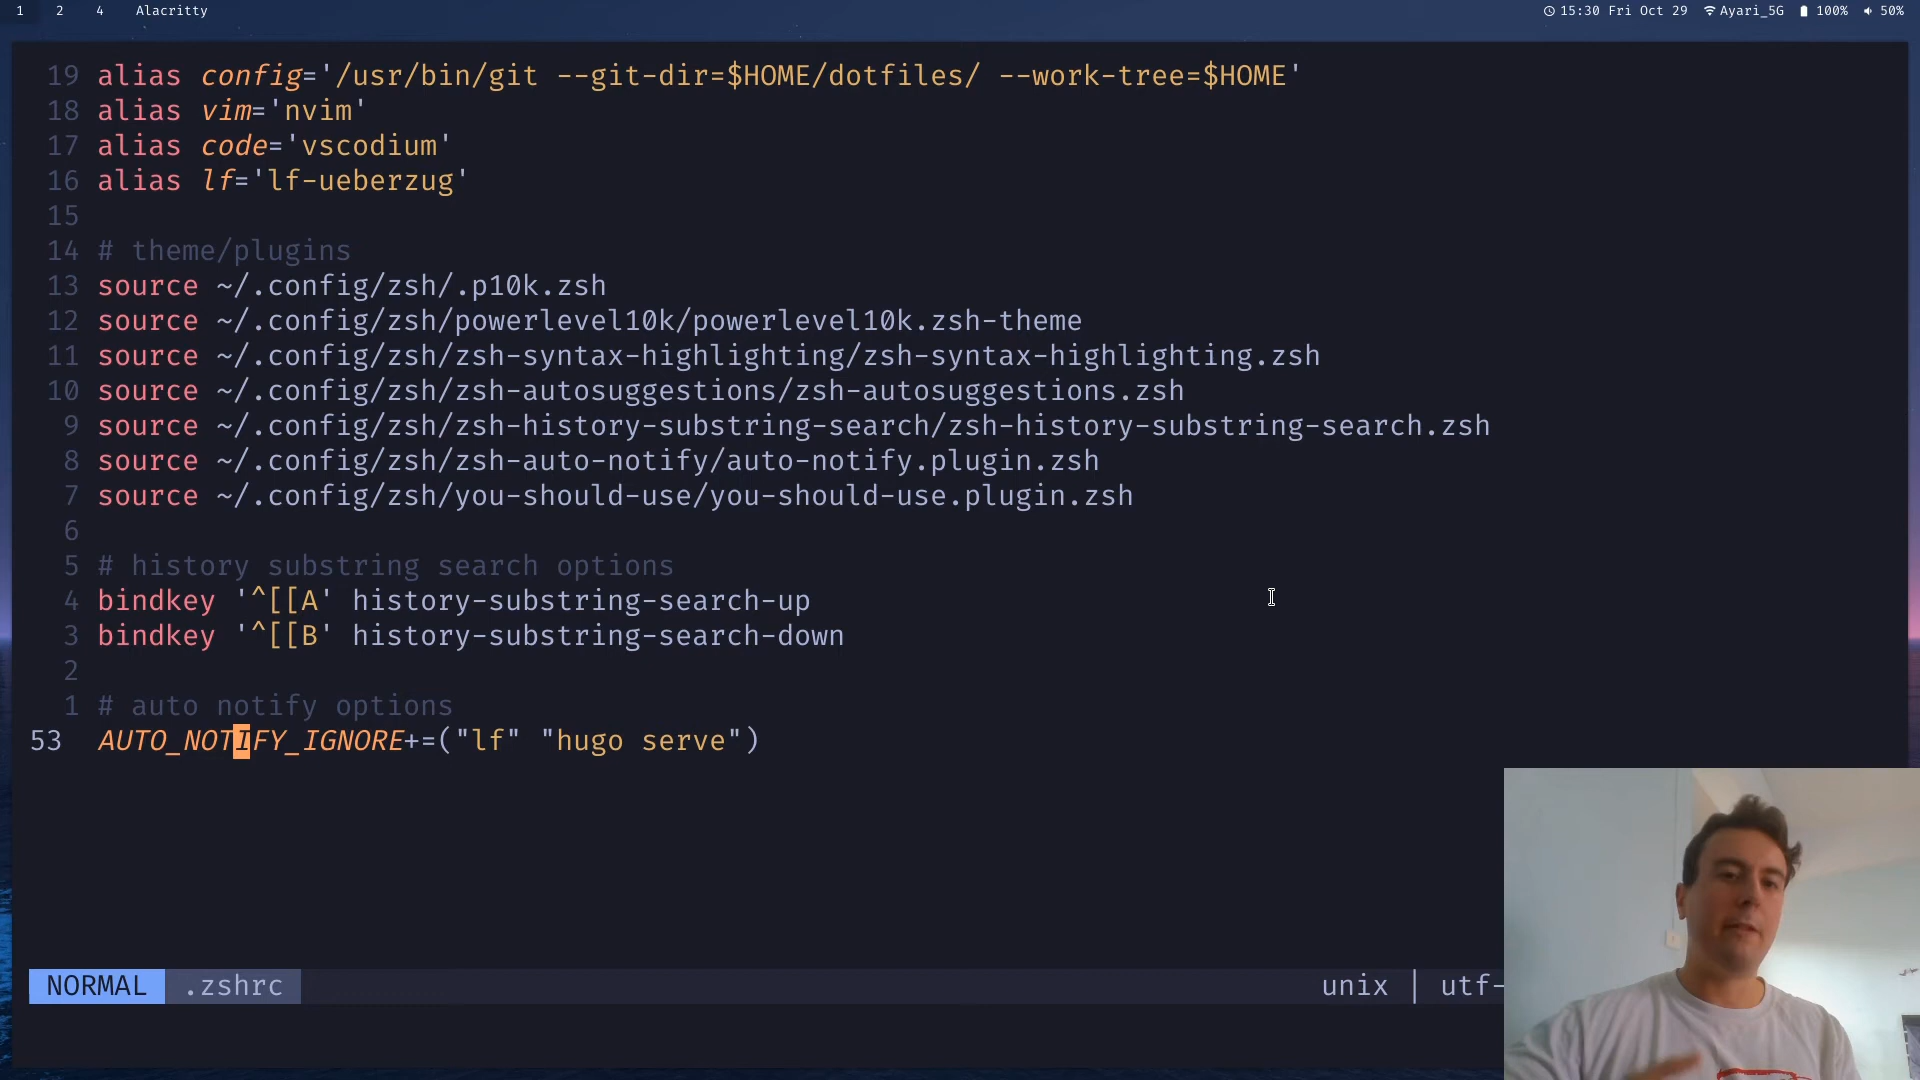 1 2 4 Alacritty 15:30 Fri Oct 29 Ayari_5G 100% 50%
19 alias config='/usr/bin/git --git-dir=$HOME/dotfiles/ --work-tree=$HOME'
18 alias vim='nvim'
17 alias code='vscodium'
16 alias lf='lf-ueberzug'
15
14 # theme/plugins
13 source ~/.config/zsh/.p10k.zsh
12 source ~/.config/zsh/powerlevel10k/powerlevel10k.zsh-theme
11 source ~/.config/zsh/zsh-syntax-highlighting/zsh-syntax-highlighting.zsh
10 source ~/.config/zsh/zsh-autosuggestions/zsh-autosuggestions.zsh
9 source ~/.config/zsh/zsh-history-substring-search/zsh-history-substring-search.zsh
8 source ~/.config/zsh/zsh-auto-notify/auto-notify.plugin.zsh
7 source ~/.config/zsh/you-should-use/you-should-use.plugin.zsh
6
5 # history substring search options
4 bindkey '^[[A' history-substring-search-up
3 bindkey '^[[B' history-substring-search-down
2
1 # auto notify options
53 AUTO_NOTIFY_IGNORE+=("lf" "hugo serve")
NORMAL .zshrc unix | utf-